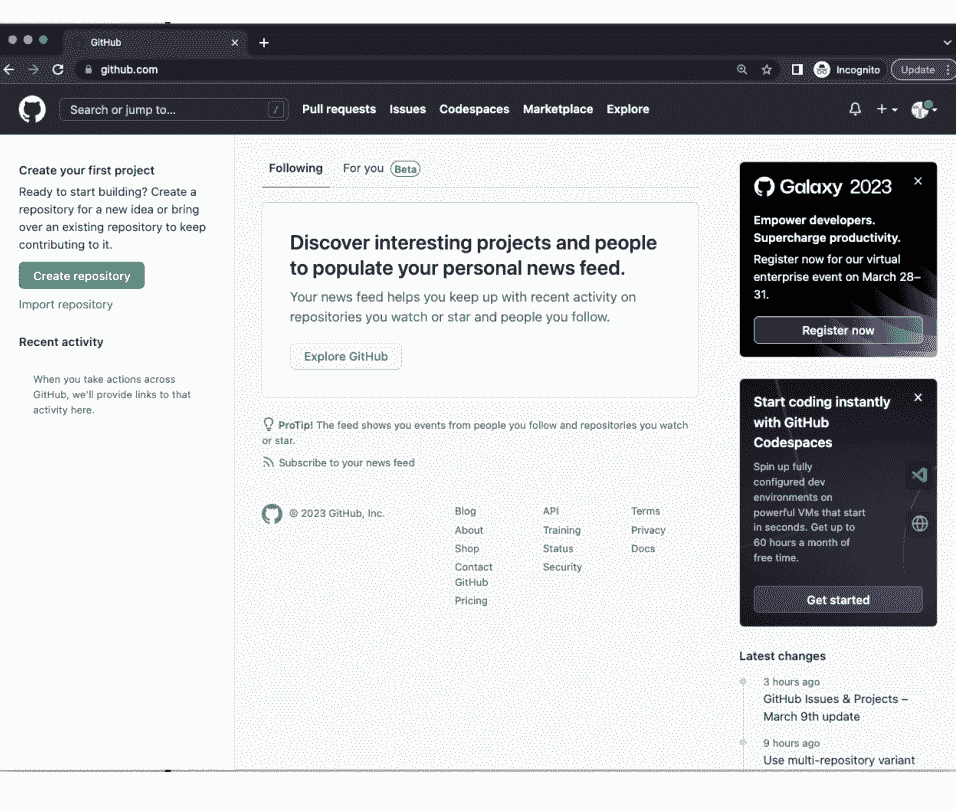 GitHub
github.com
Incognito
Update
Search or jump to...
/
Pull requests
Issues
Codespaces
Marketplace
Explore
Create your first project
Ready to start building? Create a
repository for a new idea or bring
over an existing repository to keep
contributing to it.
Create repository
Import repository
Recent activity
When you take actions across
GitHub, we'll provide links to that
activity here.
Following
For you
Beta
Discover interesting projects and people
to populate your personal news feed.
Your news feed helps you keep up with recent activity on
repositories you watch or star and people you follow.
Explore GitHub
ProTip! The feed shows you events from people you follow and repositories you watch
or star.
Subscribe to your news feed
© 2023 GitHub, Inc.
Blog
About
Shop
Contact
GitHub
Pricing
API
Training
Status
Security
Terms
Privacy
Docs
Galaxy 2023
Empower developers.
Supercharge productivity.
Register now for our virtual
enterprise event on March 28–
31.
Register now
Start coding instantly
with GitHub
Codespaces
Spin up fully
configured dev
environments on
powerful VMs that start
in seconds. Get up to
60 hours a month of
free time.
Get started
Latest changes
3 hours ago
GitHub Issues & Projects –
March 9th update
9 hours ago
Use multi-repository variant